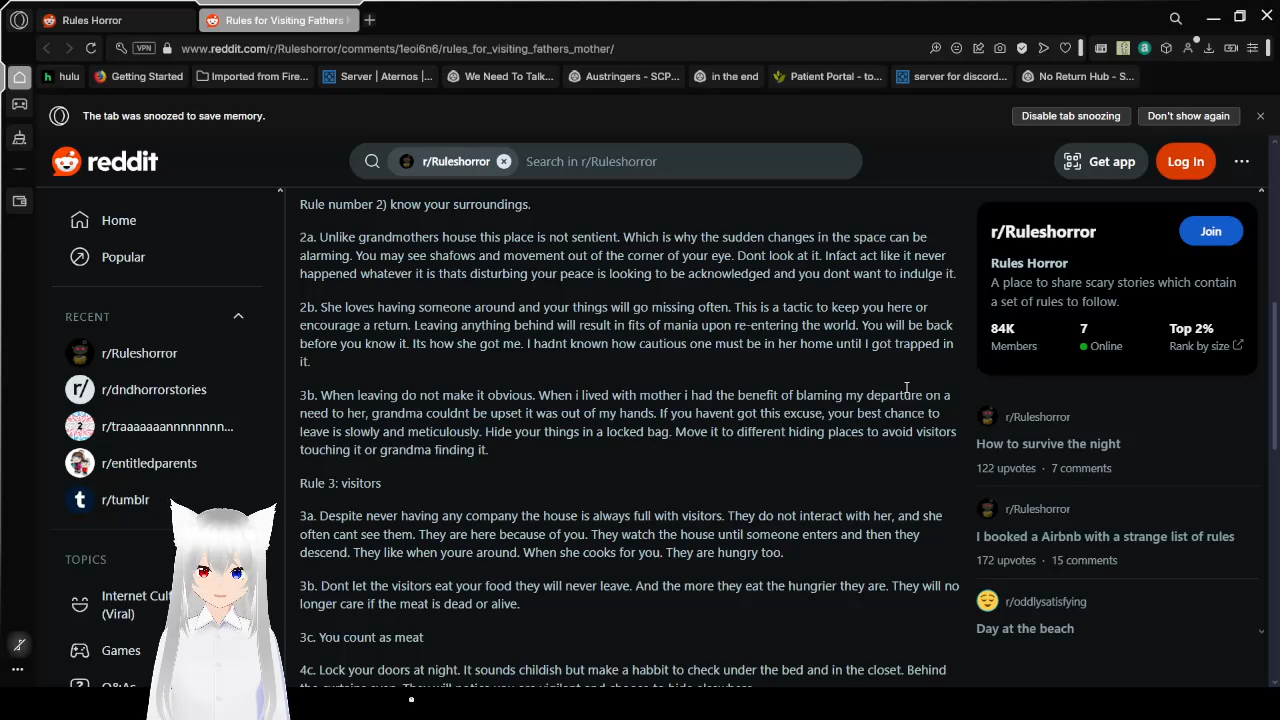 Rules Horror
Rules for Visiting Fathers
VPN
www.reddit.com/r/Ruleshorror/comments/1eoi6n6/rules_for_visiting_fathers_mother/
hulu
Getting Started
Imported from Fire...
Server | Aternos |...
We Need To Talk...
Austringers - SCP...
in the end
Patient Portal - to...
server for discord...
No Return Hub - S...
The tab was snoozed to save memory.
Disable tab snoozing
Don't show again
reddit
r/Ruleshorror
Search in r/Ruleshorror
Get app
Log In
Home
Popular
RECENT
r/Ruleshorror
r/dndhorrorstories
r/traaaaaaannnnnnnn...
r/entitledparents
r/tumblr
TOPICS
Internet Cul
(Viral)
Games
Rule number 2) know your surroundings.
2a. Unlike grandmothers house this place is not sentient. Which is why the sudden changes in the space can be
alarming. You may see shafows and movement out of the corner of your eye. Dont look at it. Infact act like it never
happened whatever it is thats disturbing your peace is looking to be acknowledged and you dont want to indulge it.
2b. She loves having someone around and your things will go missing often. This is a tactic to keep you here or
encourage a return. Leaving anything behind will result in fits of mania upon re-entering the world. You will be back
before you know it. Its how she got me. I hadnt known how cautious one must be in her home until I got trapped in
it.
3b. When leaving do not make it obvious. When i lived with mother i had the benefit of blaming my departure on a
need to her, grandma couldnt be upset it was out of my hands. If you havent got this excuse, your best chance to
leave is slowly and meticulously. Hide your things in a locked bag. Move it to different hiding places to avoid visitors
touching it or grandma finding it.
Rule 3: visitors
3a. Despite never having any company the house is always full with visitors. They do not interact with her, and she
often cant see them. They are here because of you. They watch the house until someone enters and then they
descend. They like when youre around. When she cooks for you. They are hungry too.
3b. Dont let the visitors eat your food they will never leave. And the more they eat the hungrier they are. They will no
longer care if the meat is dead or alive.
3c. You count as meat
4c. Lock your doors at night. It sounds childish but make a habbit to check under the bed and in the closet. Behind
r/Ruleshorror
Join
Rules Horror
A place to share scary stories which contain
a set of rules to follow.
84K
7
Top 2%
Members
Online
Rank by size
r/Ruleshorror
How to survive the night
122 upvotes · 7 comments
r/Ruleshorror
I booked a Airbnb with a strange list of rules
172 upvotes · 15 comments
r/oddlysatisfying
Day at the beach